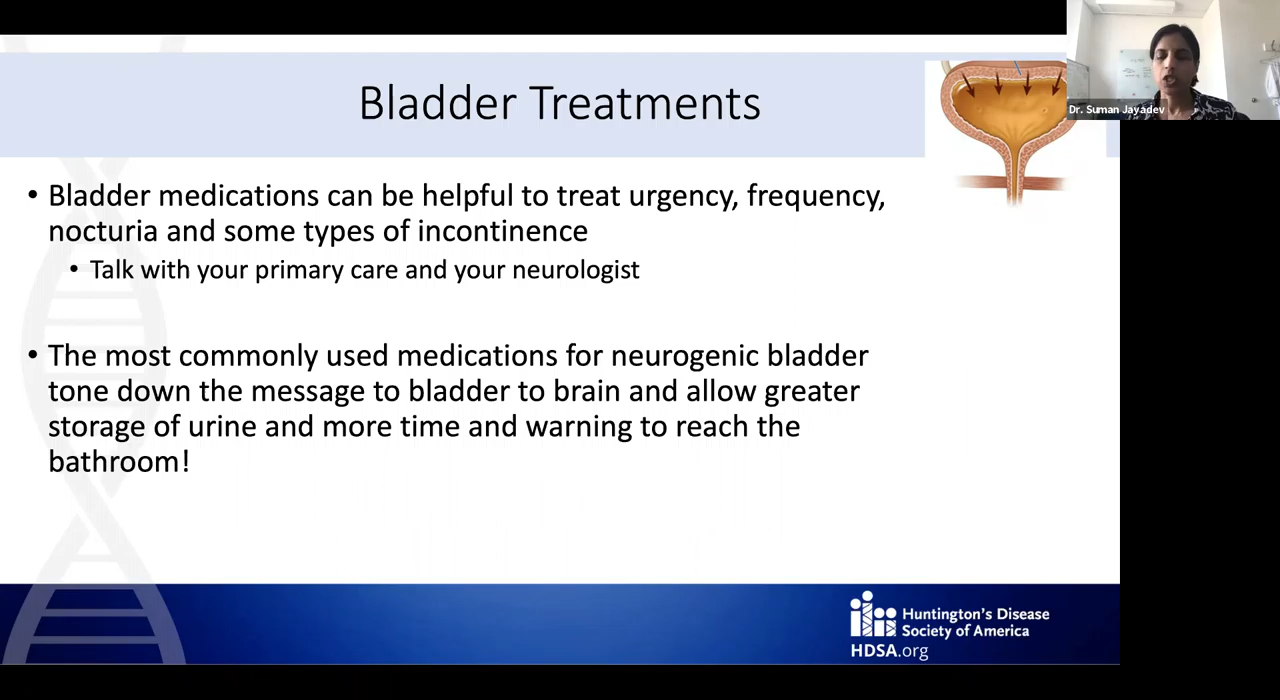 Bladder Treatments
Dr. Suman Jayadev
• Bladder medications can be helpful to treat urgency, frequency,
nocturia and some types of incontinence
• Talk with your primary care and your neurologist
• The most commonly used medications for neurogenic bladder
tone down the message to bladder to brain and allow greater
storage of urine and more time and warning to reach the
bathroom!
Huntington's Disease
Society of America
HDSA.org